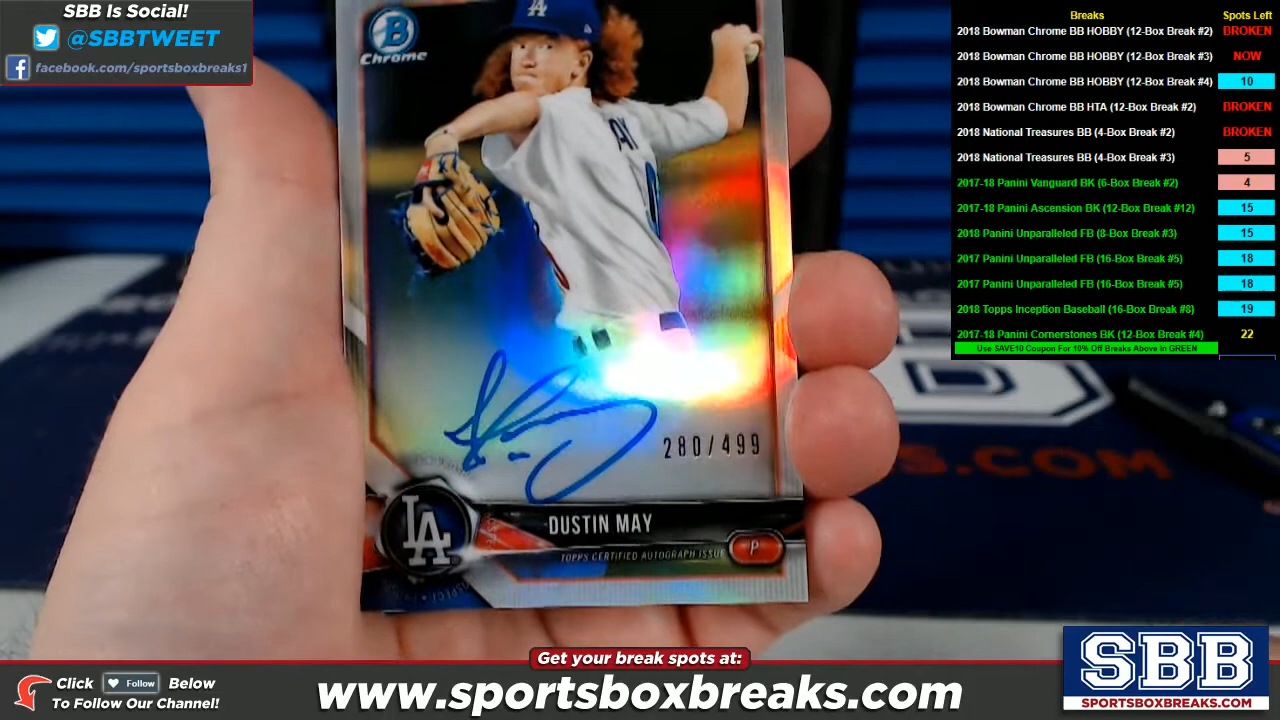 SBB Is Social!
@SBBTWEET
facebook.com/sportsboxbreaks1
Breaks Spots Left
2018 Bowman Chrome BB HOBBY (12-Box Break #2) BROKEN
2018 Bowman Chrome BB HOBBY (12-Box Break #3) NOW
2018 Bowman Chrome BB HOBBY (12-Box Break #4) 10
2018 Bowman Chrome BB HTA (12-Box Break #2) BROKEN
2018 National Treasures BB (4-Box Break #2) BROKEN
2018 National Treasures BB (4-Box Break #3) 5
2017-18 Panini Vanguard BK (6-Box Break #2) 4
2017-18 Panini Ascension BK (12-Box Break #12) 15
2018 Panini Unparalleled FB (8-Box Break #3) 15
2017 Panini Unparalleled FB (16-Box Break #5) 18
2017 Panini Unparalleled FB (16-Box Break #5) 18
2018 Topps Inception Baseball (16-Box Break #8) 19
2017-18 Panini Cornerstones BK (12-Box Break #4) 22
Use SAVE10 Coupon For 10% Off Breaks Above In GREEN
B
Chrome
LA
AY
280/499
LA
DUSTIN MAY
TOPPS CERTIFIED AUTOGRAPH ISSUE
P
S.COM
Get your break spots at:
www.sportsboxbreaks.com
Click Follow Below
To Follow Our Channel!
SBB
SPORTSBOXBREAKS.COM